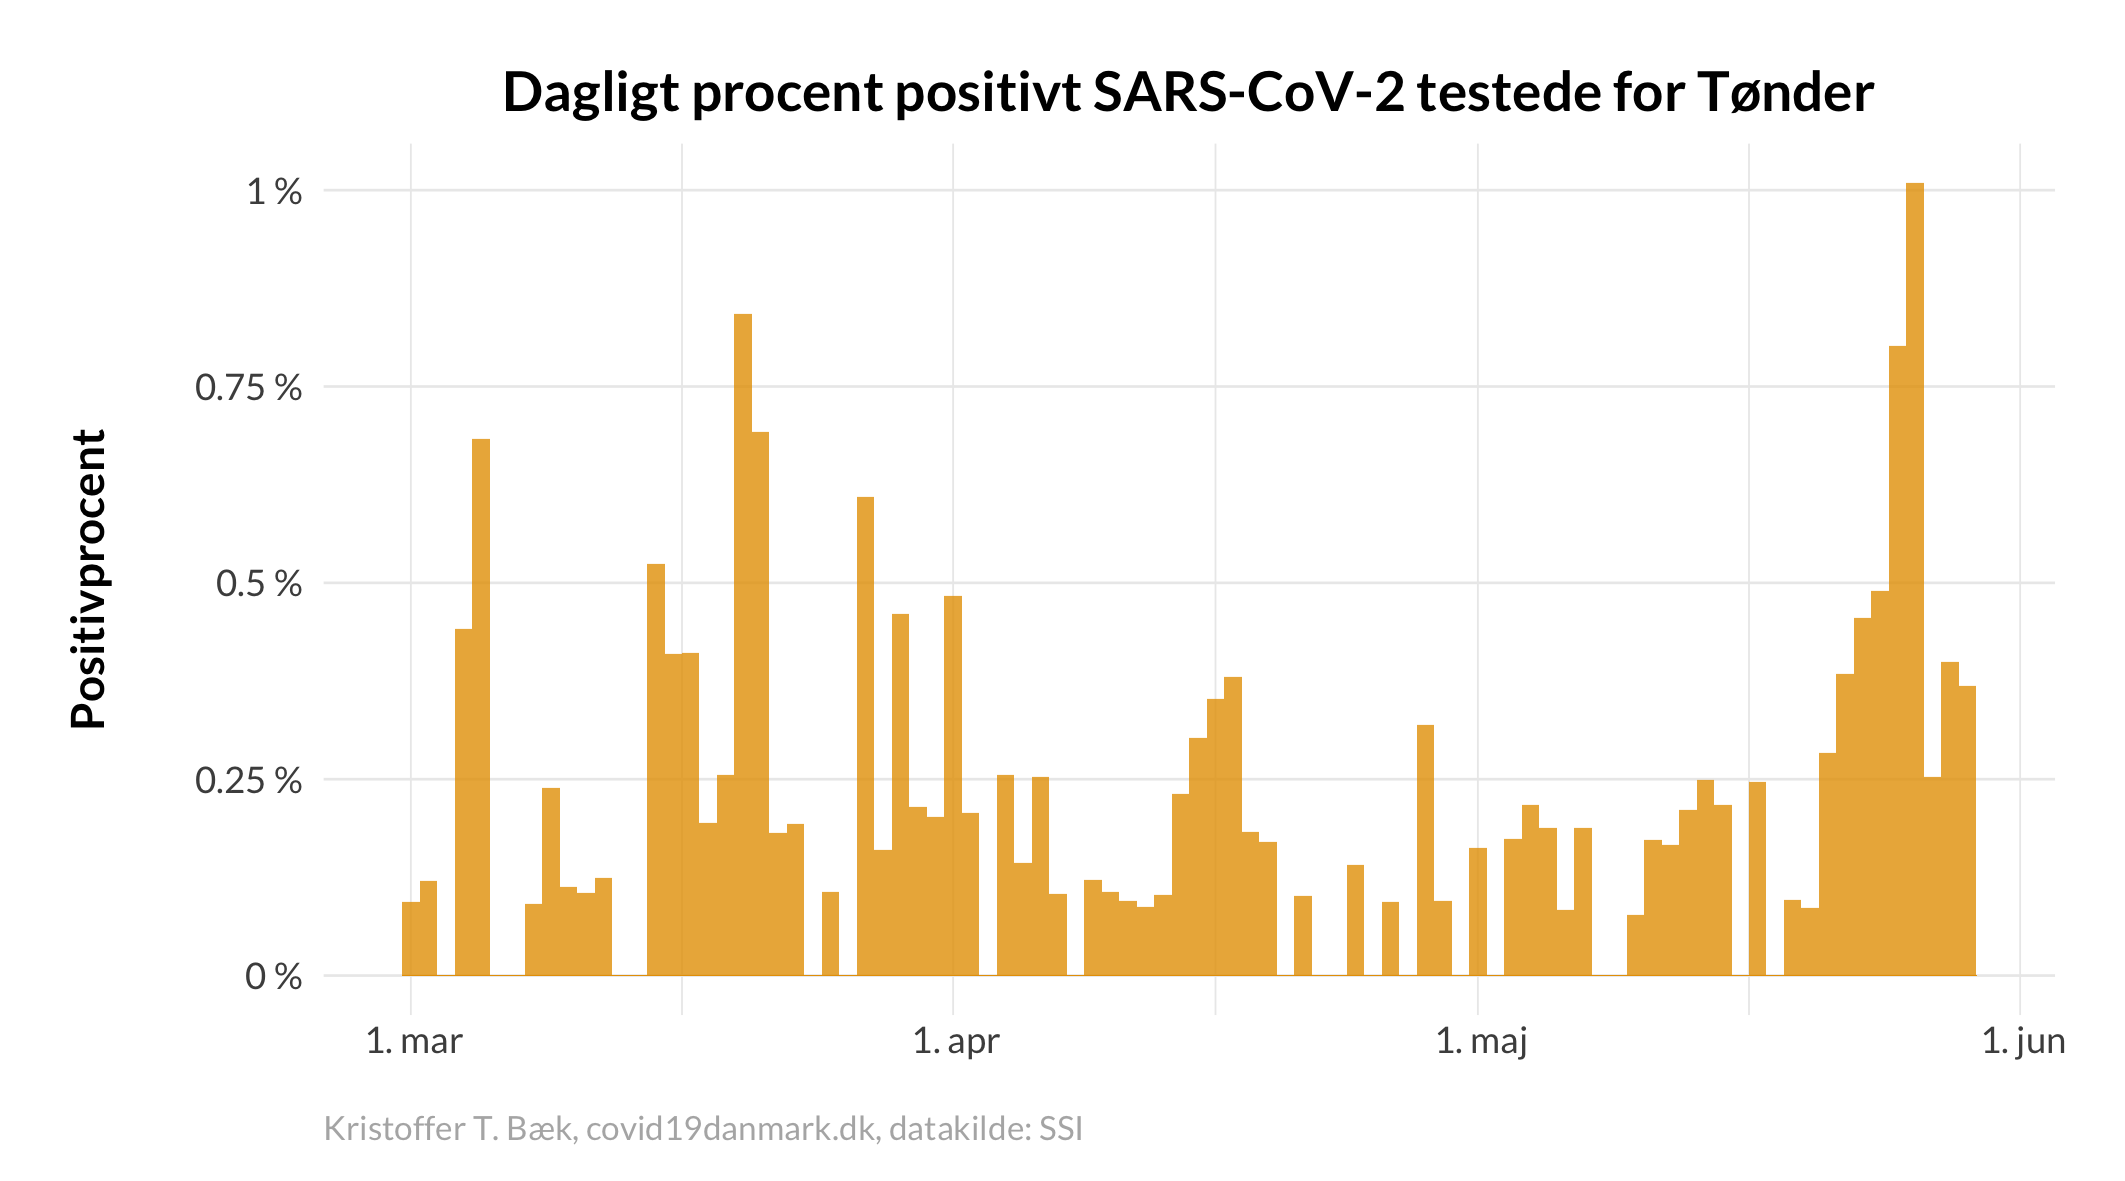 Dagligt procent positivt SARS-CoV-2 testede for Tønder
Positivprocent
1 %
0.75 %
0.5 %
0.25 %
0 %
1. mar
1. apr
1. maj
1. jun
Kristoffer T. Bæk, covid19danmark.dk, datakilde: SSI